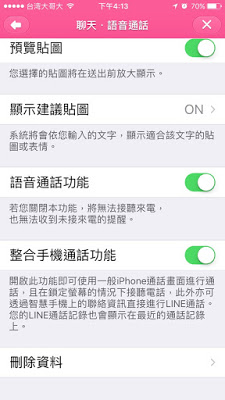 台灣大哥大 下午4:13 70%
聊天‧語音通話
預覽貼圖
您選擇的貼圖將在送出前放大顯示。
顯示建議貼圖 ON
系統將會依您輸入的文字，顯示適合該文字的貼
圖或表情。
語音通話功能
若您關閉本功能，將無法接聽來電，
也無法收到未接來電的提醒。
整合手機通話功能
開啟此功能即可使用一般iPhone通話畫面進行通
話，且在鎖定螢幕的情況下接聽電話，此外亦可
透過智慧手機上的聯絡資訊直接進行LINE通話。
您的LINE通話記錄也會顯示在最近的通話記錄
上。
刪除資料